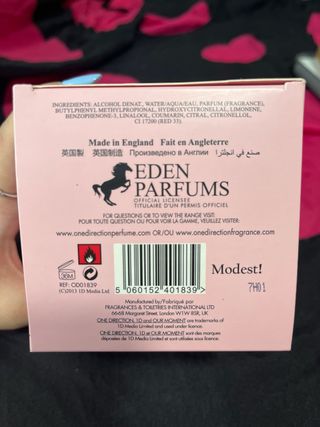 INGREDIENTS: ALCOHOL DENAT., WATER/AQUA/EAU, PARFUM (FRAGRANCE),
BUTYLPHENYL METHYLPROPIONAL, HYDROXYCITRONELLAL, LIMONENE,
BENZOPHENONE-3, LINALOOL, COUMARIN, CITRAL, CITRONELLOL,
CI 17200 (RED 33).
Made in England Fait en Angleterre
英国製 英国制造 Произведено в Англии صنع في انجلترا
EDEN
PARFUMS
OFFICIAL LICENSEE
TITULAIRE D'UN PERMIS OFFICIEL
FOR QUESTIONS OR TO VIEW THE RANGE VISIT:
POUR TOUTE QUESTION OU POUR VOIR LA GAMME, VEUILLEZ VISITER:
www.onedirectionperfume.com OR/OU www.onedirectionfragrance.com
36M
REF: OD01839
(C)2013 1D Media Ltd.
5 060152 401839 >
Modest!
7H01
Manufactured by/Fabriqué par
FRAGRANCES & TOILETRIES INTERNATIONAL LTD
66-68 Margaret Street, London W1W 8SR, UK
ONE DIRECTION, 1D and OUR MOMENT are trademarks of
1D Media Limited and used under licence.
ONE DIRECTION, 1D et OUR MOMENT sont des marques
déposées de 1D Media Limited et sont utilisées sous licence.